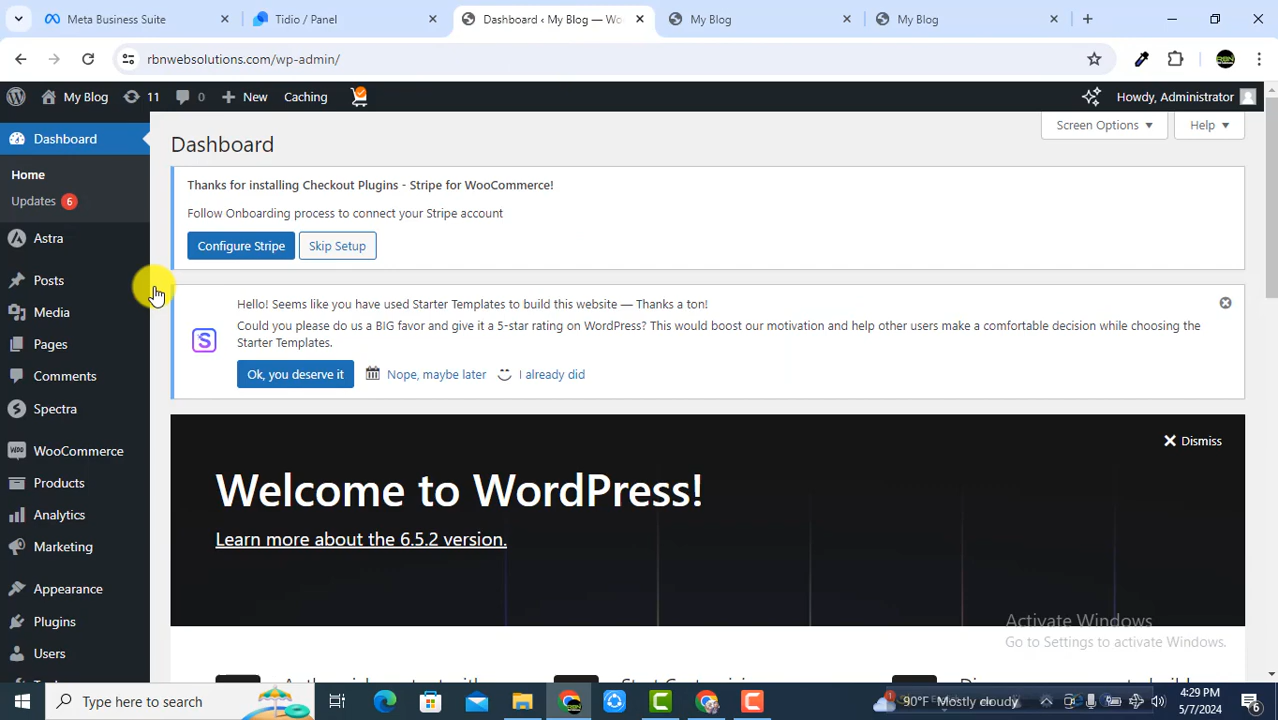 Meta Business Suite
Tidio / Panel
Dashboard ‹ My Blog — Wo
My Blog
My Blog
rbnwebsolutions.com/wp-admin/
My Blog
11
0
New
Caching
Howdy, Administrator
Dashboard
Home
Updates 6
Astra
Posts
Media
Pages
Comments
Spectra
WooCommerce
Products
Analytics
Marketing
Appearance
Plugins
Users
Screen Options
Help
Dashboard
Thanks for installing Checkout Plugins - Stripe for WooCommerce!
Follow Onboarding process to connect your Stripe account
Configure Stripe
Skip Setup
Hello! Seems like you have used Starter Templates to build this website — Thanks a ton!
Could you please do us a BIG favor and give it a 5-star rating on WordPress? This would boost our motivation and help other users make a comfortable decision while choosing the
Starter Templates.
Ok, you deserve it
Nope, maybe later
I already did
Dismiss
Welcome to WordPress!
Learn more about the 6.5.2 version.
Activate Windows
Go to Settings to activate Windows.
Type here to search
90°F Mostly cloudy
4:29 PM
5/7/2024
6